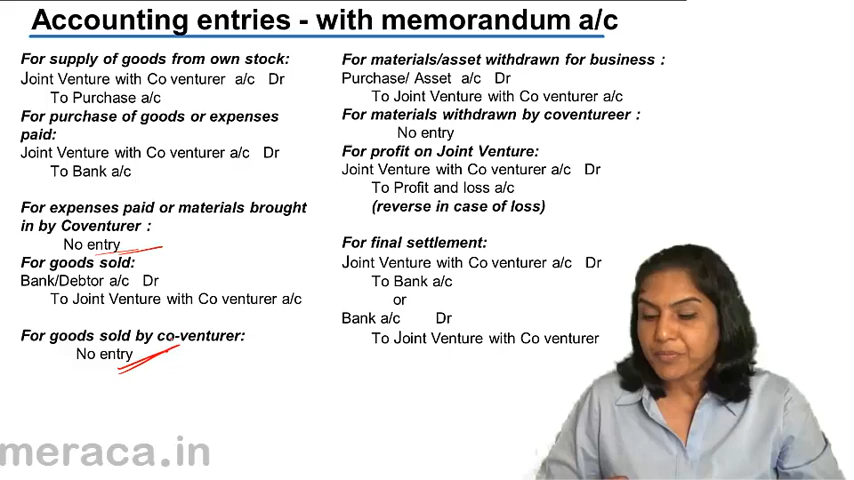 Accounting entries - with memorandum a/c
For supply of goods from own stock:
Joint Venture with Co venturer a/c Dr
To Purchase a/c
For purchase of goods or expenses
paid:
Joint Venture with Co venturer a/c Dr
To Bank a/c
For expenses paid or materials brought
in by Coventurer :
No entry
For goods sold:
Bank/Debtor a/c Dr
To Joint Venture with Co venturer a/c
For goods sold by co-venturer:
No entry
For materials/asset withdrawn for business :
Purchase/ Asset a/c Dr
To Joint Venture with Co venturer a/c
For materials withdrawn by coventureer :
No entry
For profit on Joint Venture:
Joint Venture with Co venturer a/c Dr
To Profit and loss a/c
(reverse in case of loss)
For final settlement:
Joint Venture with Co venturer a/c Dr
To Bank a/c
or
Bank a/c Dr
To Joint Venture with Co venturer
meraca.in